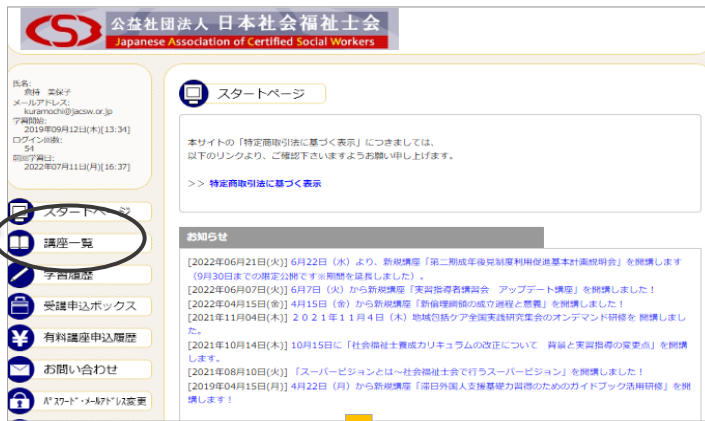 公益社団法人 日本社会福祉士会
Japanese Association of Certified Social Workers
氏名:
倉持 美保子
メールアドレス:
kuramochi@jacsw.or.jp
学習開始:
2019年09月12日(木)[13:34]
ログイン回数:
54
前回学習日:
2022年07月11日(月)[16:37]
スタートページ
講座一覧
学習履歴
受講申込ボックス
有料講座申込履歴
お問い合わせ
パスワード・メールアドレス変更
スタートページ
本サイトの「特定商取引法に基づく表示」につきましては、
以下のリンクより、ご確認下さいますようお願い申し上げます。
>> 特定商取引法に基づく表示
お知らせ
[2022年06月21日(火)] 6月22日（水）より、新規講座「第二期成年後見制度利用促進基本計画説明会」を開講します
（9月30日までの限定公開です※期間を延長しました）。
[2022年06月07日(火)] 6月7日（火）から新規講座「実習指導者講習会　アップデート講座」を開講しました！
[2022年04月15日(金)] 4月15日（金）から新規講座「新倫理綱領の成立過程と意義」を開講しました！
[2021年11月04日(木)] ２０２１年１１月４日（木）地域包括ケア全国実践研究集会のオンデマンド研修を 開講しまし
た。
[2021年10月14日(木)] 10月15日に「社会福祉士養成カリキュラムの改正について　背景と実習指導の変更点」を開講
します。
[2021年08月10日(火)] 「スーパービジョンとは～社会福祉士会で行うスーパービジョン」を開講しました！
[2019年04月15日(月)] 4月22日（月）から新規講座「滞日外国人支援基礎力習得のためのガイドブック活用研修」を開
講します！